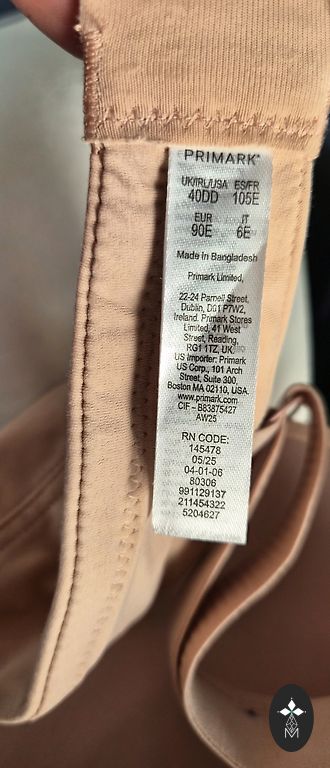 PRIMARK®
UK/IRL/USA ES/FR
40DD 105E
EUR IT
90E 6E
Made in Bangladesh
Primark Limited,
22-24 Parnell Street,
Dublin, D01 P7W2,
Ireland. Primark Stores
Limited, 41 West
Street, Reading,
RG1 1TZ, UK.
US Importer: Primark
US Corp., 101 Arch
Street, Suite 300,
Boston MA 02110, USA.
www.primark.com
CIF - B83875427
AW25
RN CODE:
145478
05/25
04-01-06
80306
991129137
211454322
5204627
M